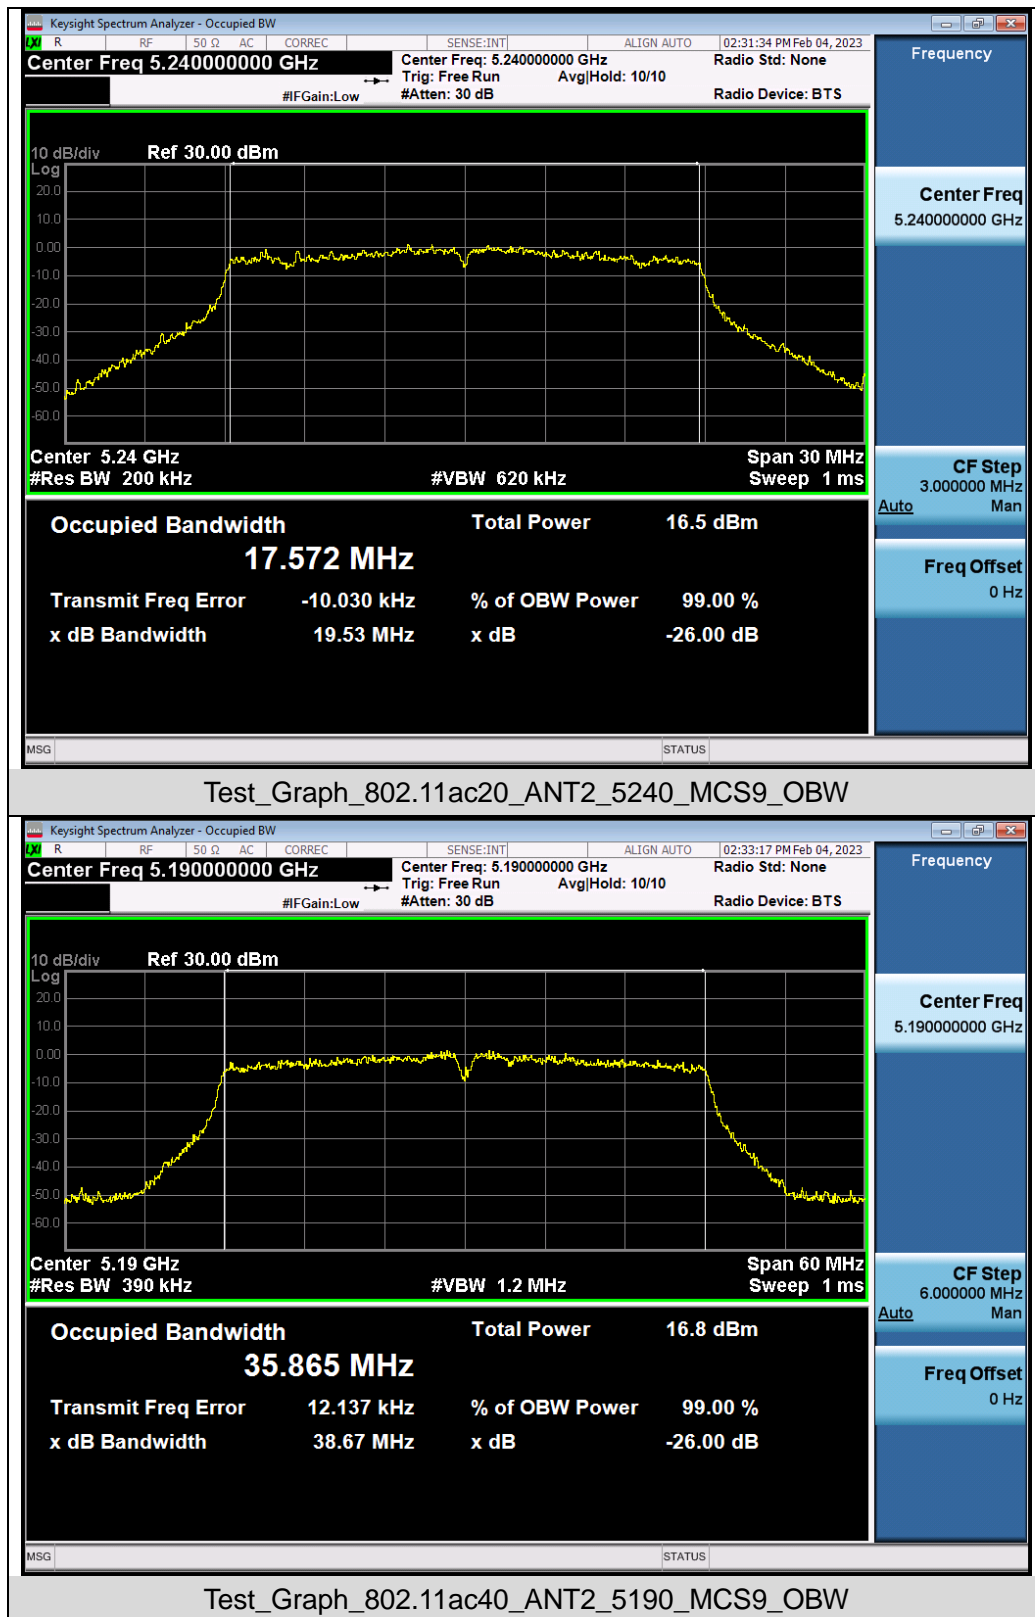 Keysight Spectrum Analyzer - Occupied BW
LXI R RF 50 Ω AC CORREC SENSE:INT ALIGN AUTO 02:31:34 PM Feb 04, 2023
Center Freq 5.240000000 GHz
Center Freq: 5.240000000 GHz Radio Std: None
Trig: Free Run Avg|Hold: 10/10
#IFGain:Low #Atten: 30 dB Radio Device: BTS
10 dB/div Ref 30.00 dBm
Log
20.0
10.0
0.00
-10.0
-20.0
-30.0
-40.0
-50.0
-60.0
Center 5.24 GHz Span 30 MHz
#Res BW 200 kHz #VBW 620 kHz Sweep 1 ms
Occupied Bandwidth Total Power 16.5 dBm
17.572 MHz
Transmit Freq Error -10.030 kHz % of OBW Power 99.00 %
x dB Bandwidth 19.53 MHz x dB -26.00 dB
MSG STATUS
Frequency
Center Freq
5.240000000 GHz
CF Step
3.000000 MHz
Auto Man
Freq Offset
0 Hz
Test_Graph_802.11ac20_ANT2_5240_MCS9_OBW
Keysight Spectrum Analyzer - Occupied BW
LXI R RF 50 Ω AC CORREC SENSE:INT ALIGN AUTO 02:33:17 PM Feb 04, 2023
Center Freq 5.190000000 GHz
Center Freq: 5.190000000 GHz Radio Std: None
Trig: Free Run Avg|Hold: 10/10
#IFGain:Low #Atten: 30 dB Radio Device: BTS
10 dB/div Ref 30.00 dBm
Log
20.0
10.0
0.00
-10.0
-20.0
-30.0
-40.0
-50.0
-60.0
Center 5.19 GHz Span 60 MHz
#Res BW 390 kHz #VBW 1.2 MHz Sweep 1 ms
Occupied Bandwidth Total Power 16.8 dBm
35.865 MHz
Transmit Freq Error 12.137 kHz % of OBW Power 99.00 %
x dB Bandwidth 38.67 MHz x dB -26.00 dB
MSG STATUS
Frequency
Center Freq
5.190000000 GHz
CF Step
6.000000 MHz
Auto Man
Freq Offset
0 Hz
Test_Graph_802.11ac40_ANT2_5190_MCS9_OBW